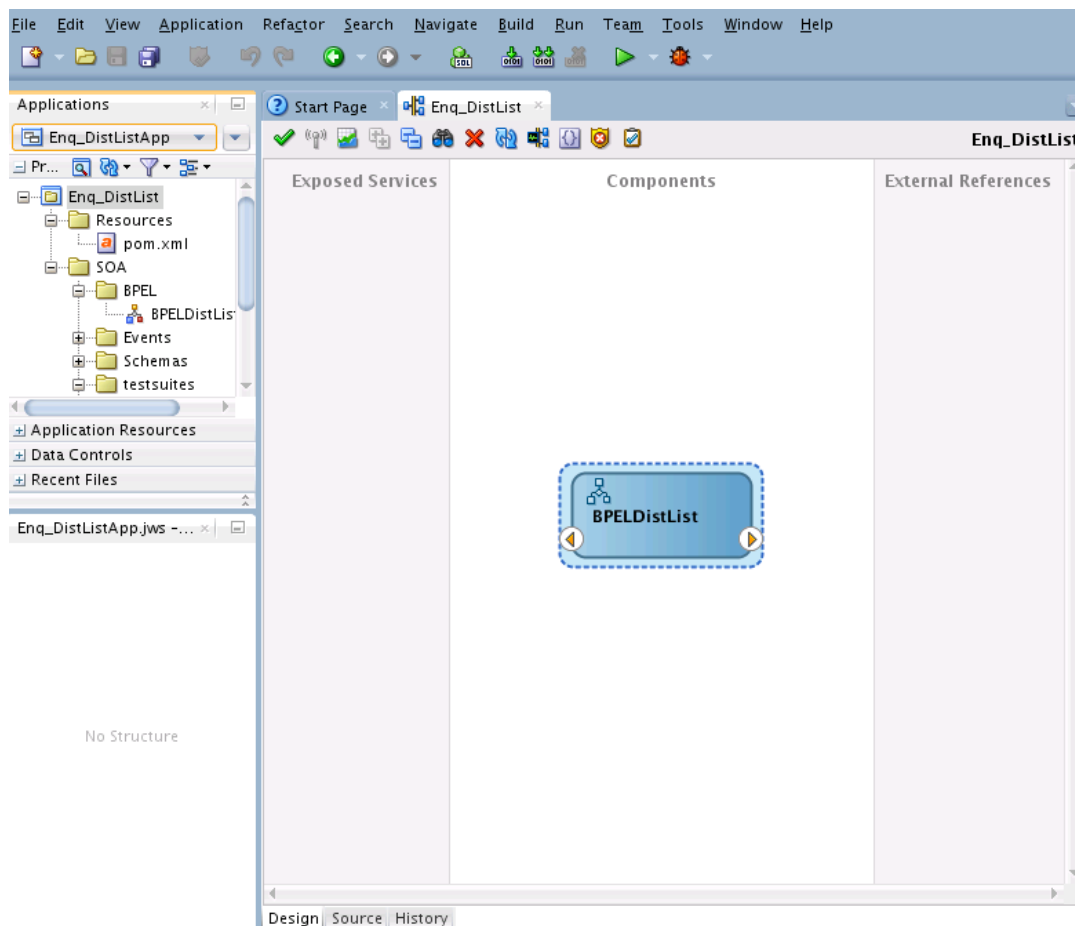 File Edit View Application Refactor Search Navigate Build Run Team Tools Window Help
Applications
Start Page
Enq_DistList
Enq_DistListApp
Enq_DistList
Pr...
Exposed Services
Components
External References
Enq_DistList
Resources
pom.xml
SOA
BPEL
BPELDistLis
Events
Schemas
testsuites
Application Resources
Data Controls
Recent Files
BPELDistList
Enq_DistListApp.jws -...
No Structure
Design Source History